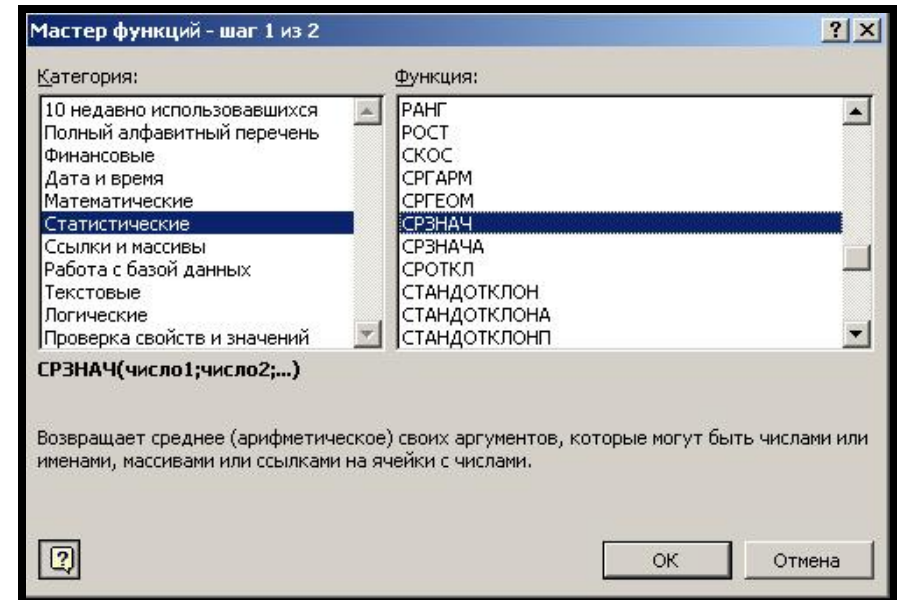 Мастер функций - шаг 1 из 2
Категория:
10 недавно использовавшихся
Полный алфавитный перечень
Финансовые
Дата и время
Математические
Статистические
Ссылки и массивы
Работа с базой данных
Текстовые
Логические
Проверка свойств и значений
Функция:
РАНГ
РОСТ
СКОС
СРГАРМ
СРГЕОМ
СРЗНАЧ
СРЗНАЧА
СРОТКЛ
СТАНДОТКЛОН
СТАНДОТКЛОНА
СТАНДОТКЛОНП
СРЗНАЧ(число1;число2;...)
Возвращает среднее (арифметическое) своих аргументов, которые могут быть числами или
именами, массивами или ссылками на ячейки с числами.
ОК
Отмена